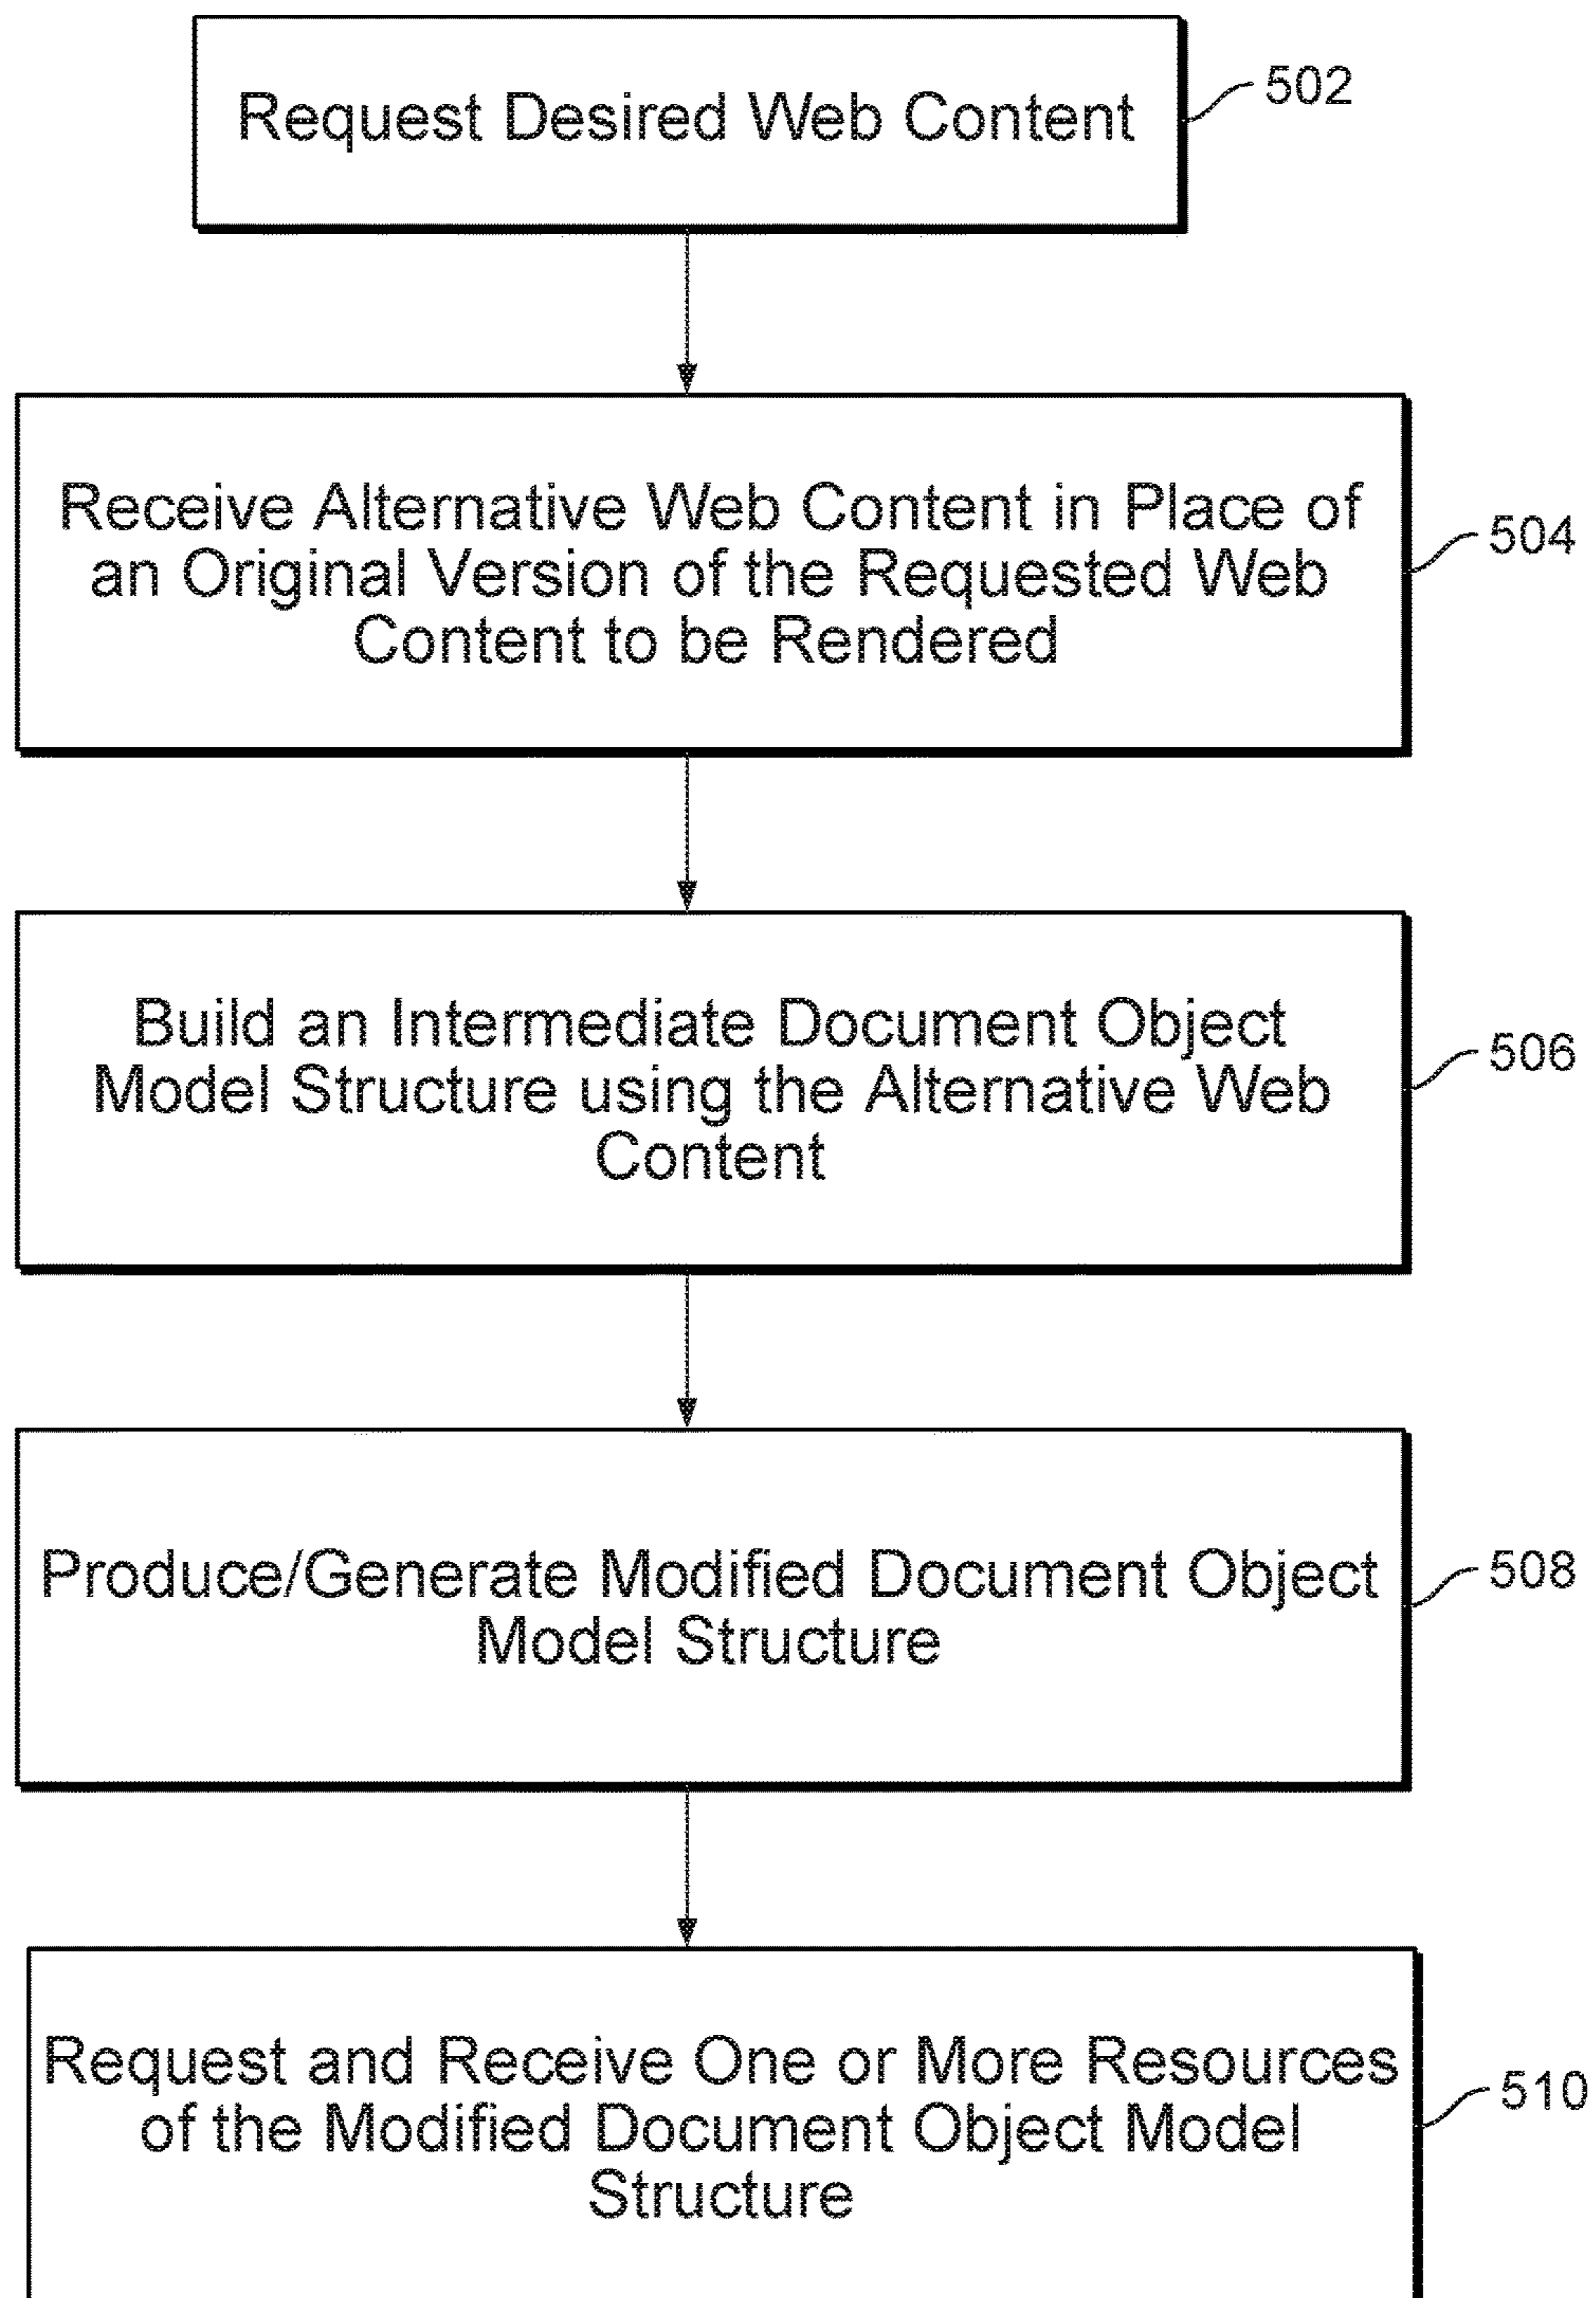 Request Desired Web Content
502
Receive Alternative Web Content in Place of
an Original Version of the Requested Web
Content to be Rendered
504
Build an Intermediate Document Object
Model Structure using the Alternative Web
Content
506
Produce/Generate Modified Document Object
Model Structure
508
Request and Receive One or More Resources
of the Modified Document Object Model
Structure
510